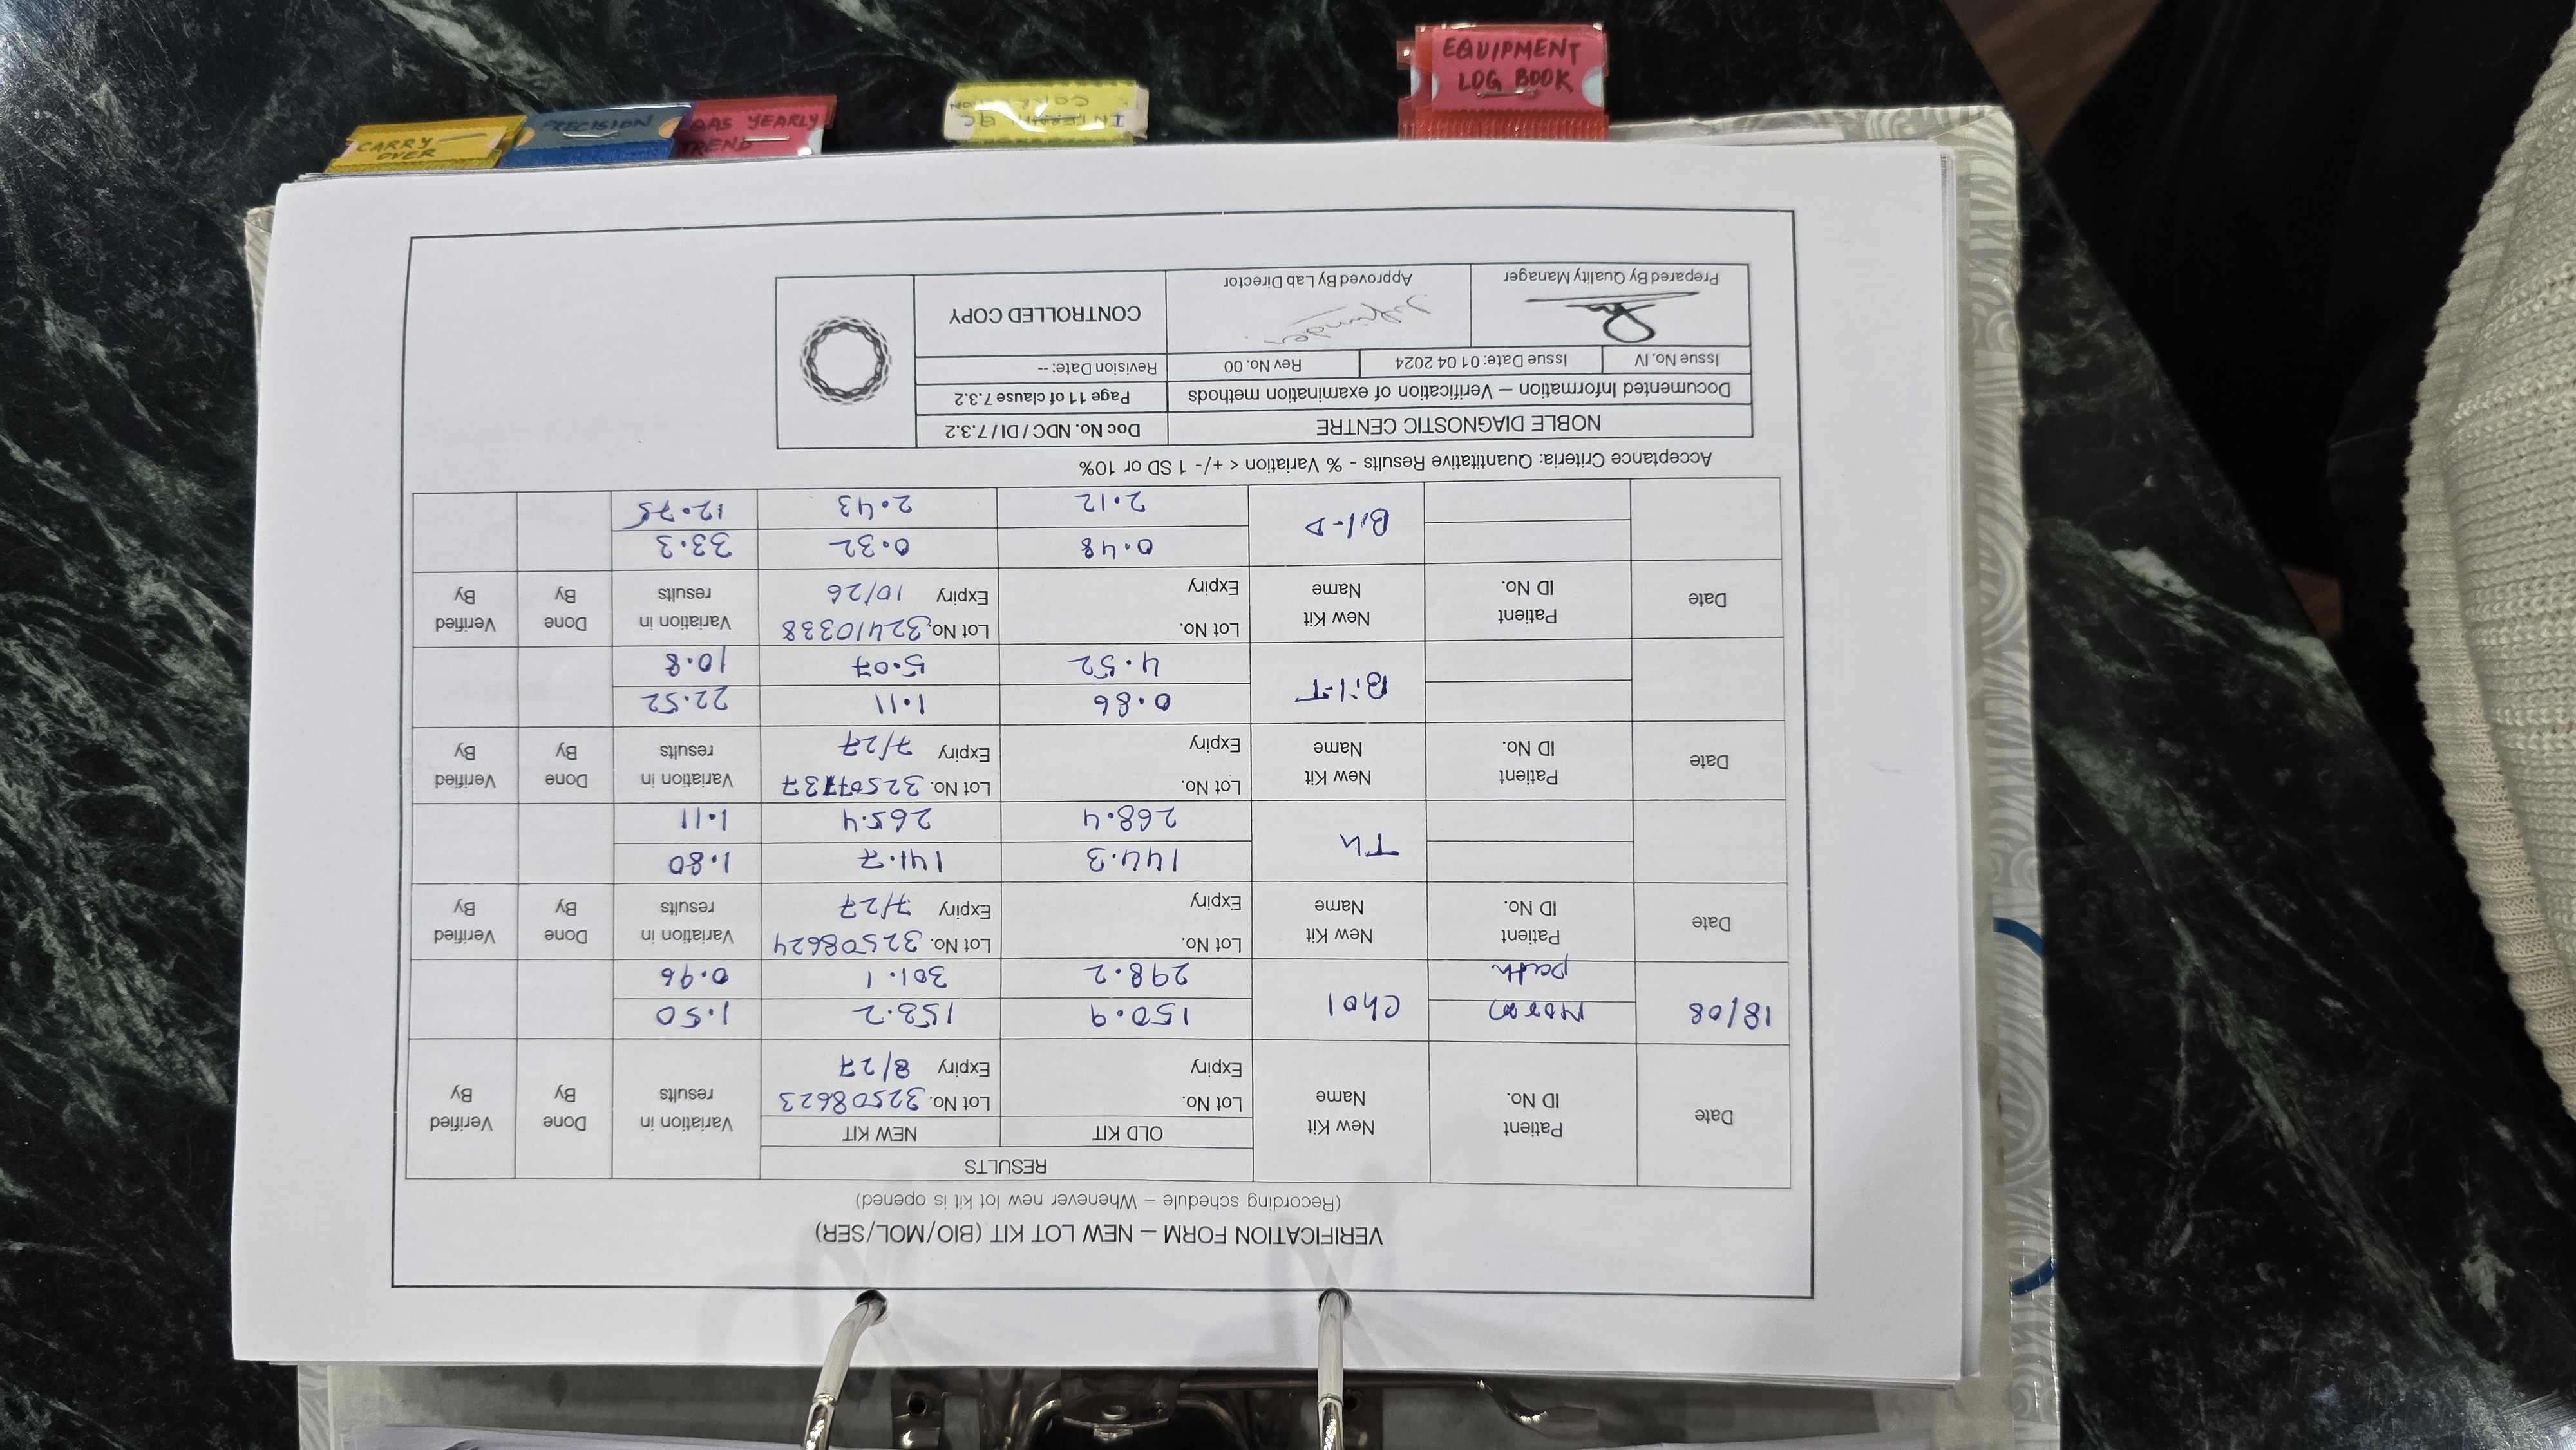 VERIFICATION FORM – NEW LOT KIT (BIO/MOL/SER)
(Recording schedule – Whenever new lot kit is opened)
RESULTS
Date Patient ID No. New Kit Name OLD KIT NEW KIT Variation in results Done By Verified By
Lot No. Lot No. 32508623
Expiry Expiry 8/27
18/08 Norm Chol 150.9 153.2 1.50
path 298.2 301.1 0.96
Date Patient ID No. New Kit Name Lot No. Lot No. 32508624 Variation in results Done By Verified By
Expiry Expiry 7/27
144.3 141.7 1.80
268.4 265.4 1.11
Date Patient ID No. New Kit Name Lot No. Lot No. 32507737 Variation in results Done By Verified By
Expiry Expiry 7/27
Bil-T 0.86 1.11 22.52
4.52 5.07 10.8
Date Patient ID No. New Kit Name Lot No. Lot No. 32410338 Variation in results Done By Verified By
Expiry Expiry 10/26
Bil-D 0.48 0.32 33.3
2.12 2.43 12.75
Acceptance Criteria: Quantitative Results - % Variation < +/- 1 SD or 10%
NOBLE DIAGNOSTIC CENTRE Doc No. NDC / DI / 7.3.2
Documented Information – Verification of examination methods Page 11 of clause 7.3.2
Issue No. IV Issue Date: 01 04 2024 Rev No. 00 Revision Date: --
Prepared By Quality Manager Approved By Lab Director CONTROLLED COPY
EQUIPMENT LOG BOOK
CARRY OVER
YEARLY